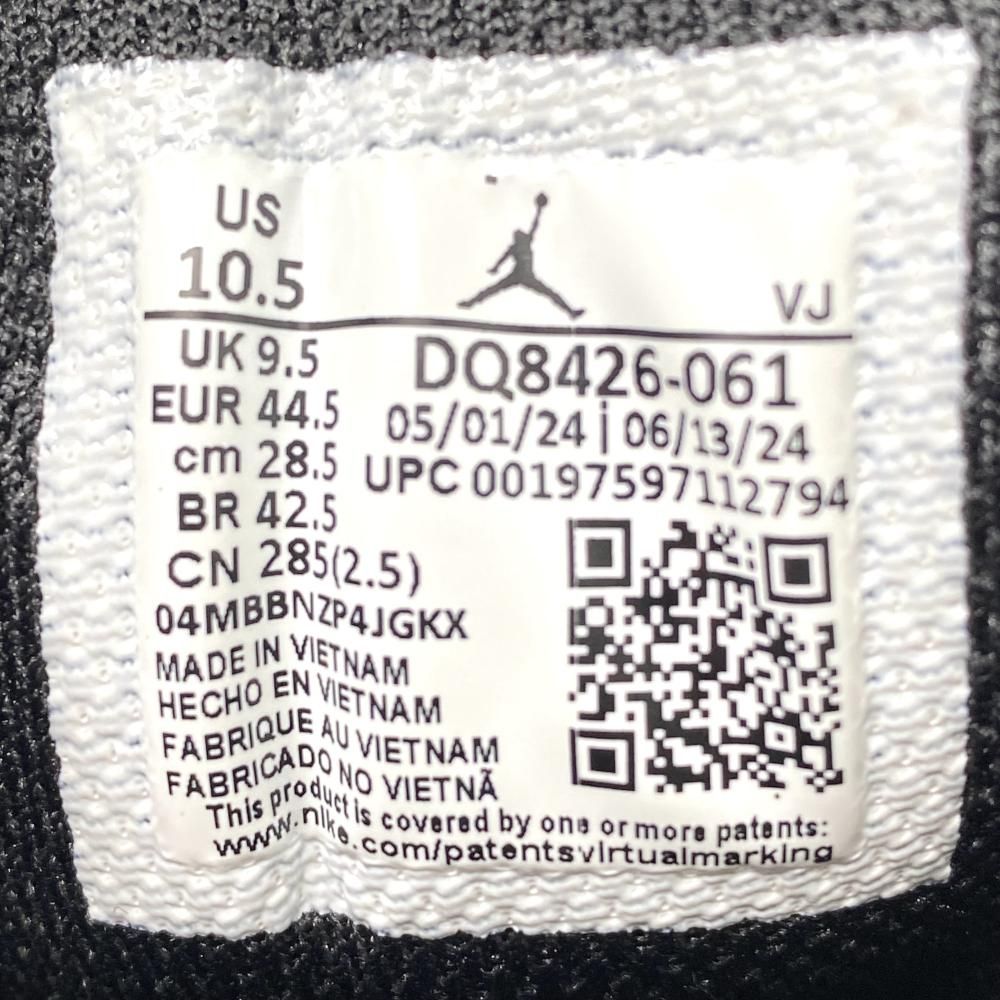 US
10.5
VJ
UK 9.5
EUR 44.5
cm 28.5
BR 42.5
CN 285(2.5)
DQ8426-061
05/01/24 | 06/13/24
UPC 00197597112794
04MBBNZP4JGKX
MADE IN VIETNAM
HECHO EN VIETNAM
FABRIQUE AU VIETNAM
FABRICADO NO VIETNÃ
This product is covered by one or more patents:
www.nike.com/patentsvirtualmarking